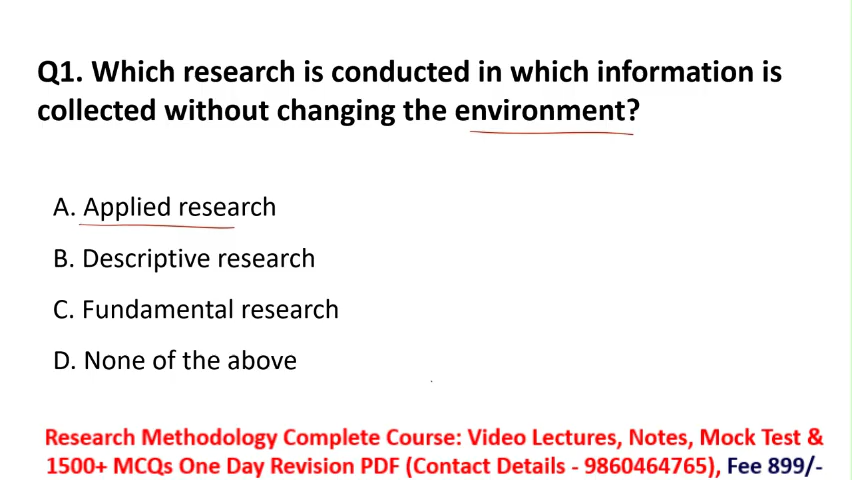 Q1. Which research is conducted in which information is
collected without changing the environment?
A. Applied research
B. Descriptive research
C. Fundamental research
D. None of the above
Research Methodology Complete Course: Video Lectures, Notes, Mock Test &
1500+ MCQs One Day Revision PDF (Contact Details - 9860464765), Fee 899/-